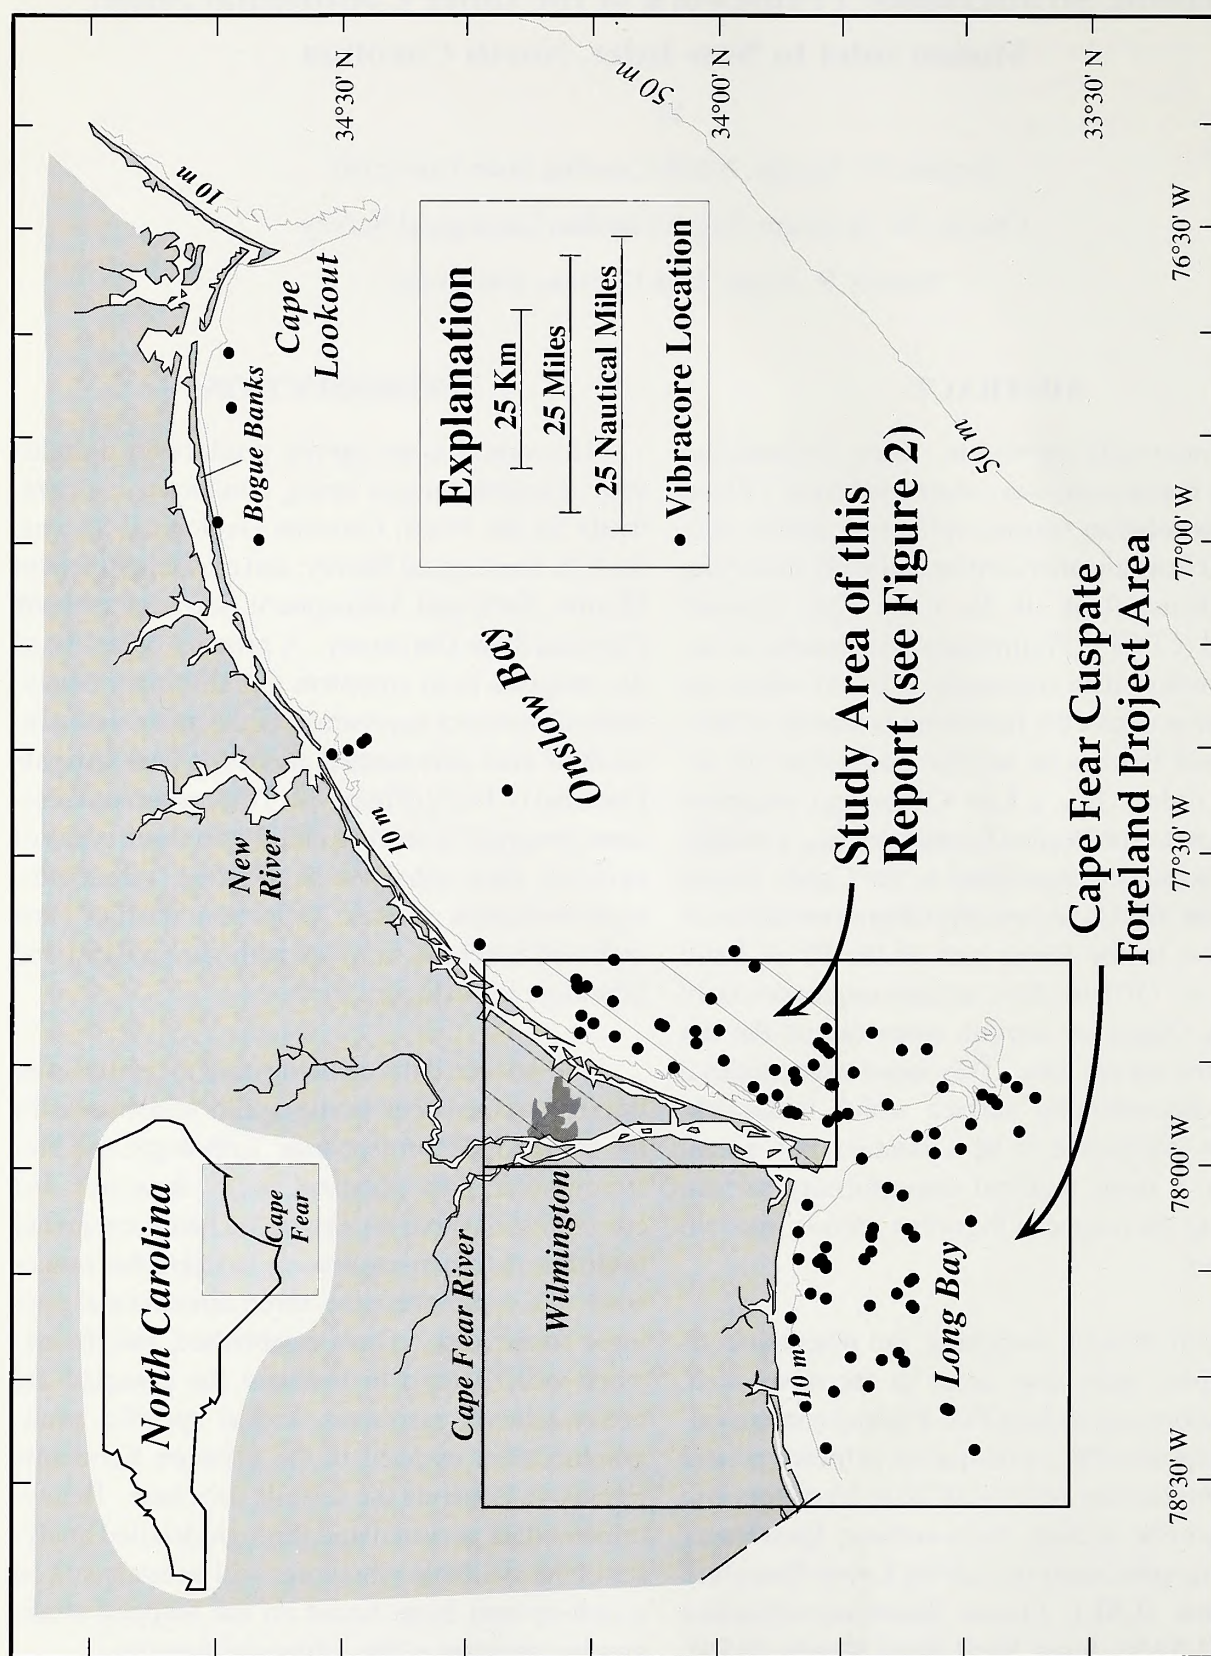 North Carolina
Cape
Fear
Cape Fear River
Wilmington
New
River
10 m
10 m
10 m
Bogue Banks
Cape
Lookout
Onslow Bay
Long Bay
50 m
50 m
Explanation
25 Km
25 Miles
25 Nautical Miles
Vibracore Location
Study Area of this
Report (see Figure 2)
Cape Fear Cuspate
Foreland Project Area
34°30' N
34°00' N
33°30' N
78°30' W
78°00' W
77°30' W
77°00' W
76°30' W